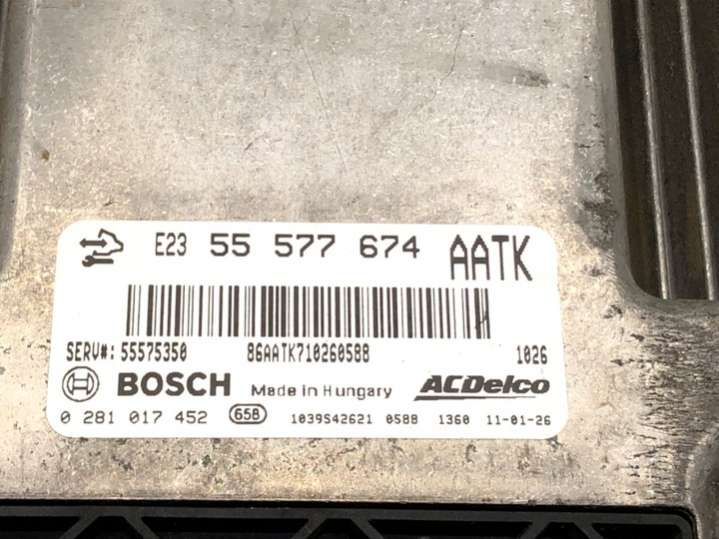 E23 55 577 674 AATK
SERV#: 55575350 86AATK710260588 1026
BOSCH Made in Hungary ACDelco
0 281 017 452 658 1039S42621 0588 1360 11-01-26